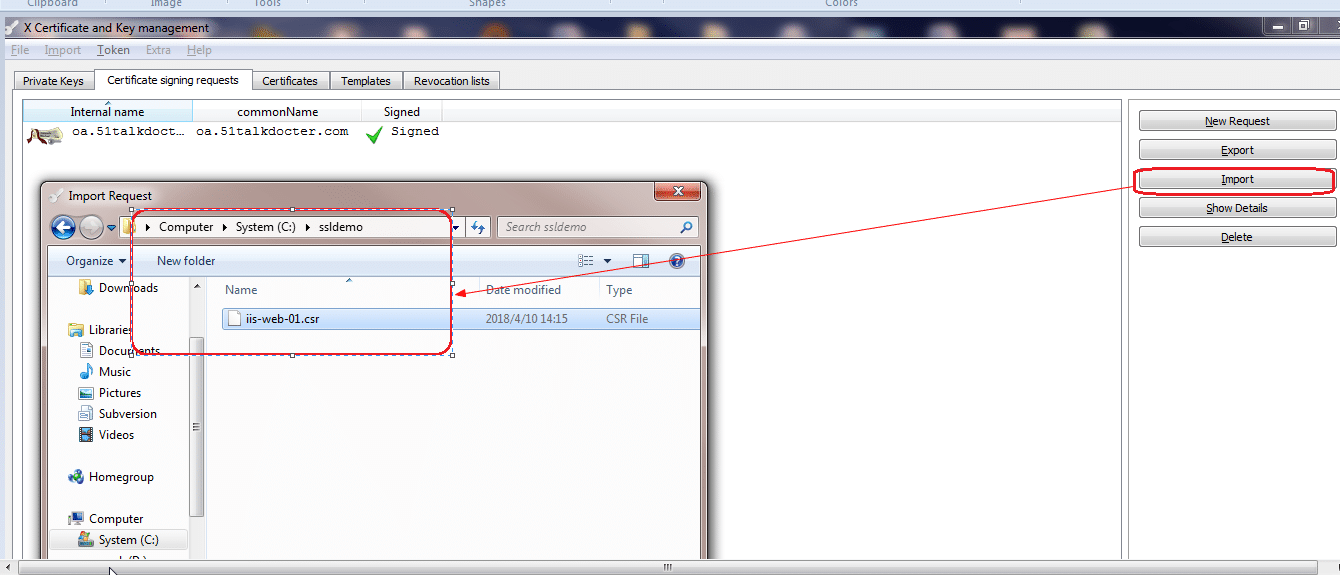 Clipboard Image Tools Shapes Colors
X Certificate and Key management
File Import Token Extra Help
Private Keys Certificate signing requests Certificates Templates Revocation lists
Internal name commonName Signed
oa.51talkdoct... oa.51talkdocter.com Signed
New Request
Export
Import
Show Details
Delete
Import Request
Computer System (C:) ssldemo Search ssldemo
Organize New folder
Name Date modified Type
iis-web-01.csr 2018/4/10 14:15 CSR File
Downloads
Libraries
Documents
Music
Pictures
Subversion
Videos
Homegroup
Computer
System (C:)